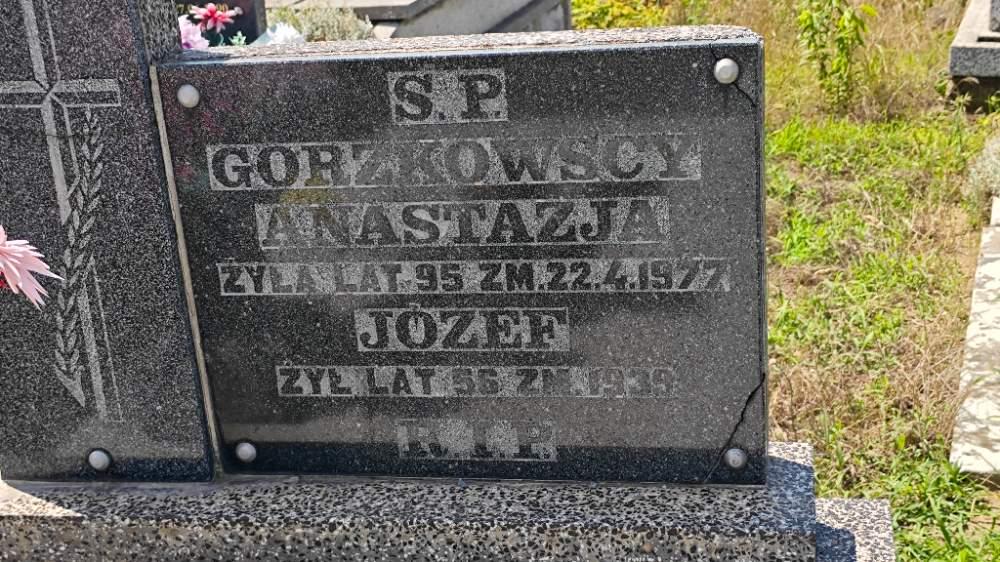 Ś.P.
GORZKOWSCY
ANASTAZJA
ŻYŁA LAT 95 ZM. 22.4.1977.
JÓZEF
ŻYŁ LAT 56 ZM. 1939
R.I.P.